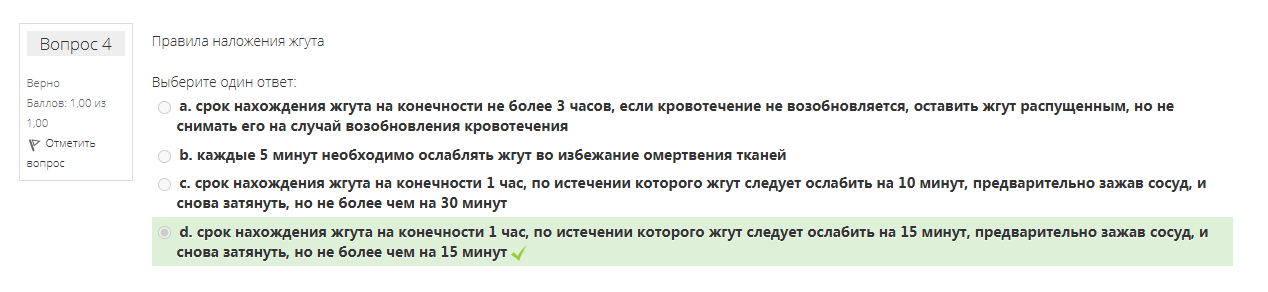 Вопрос 4
Верно
Баллов: 1,00 из
1,00
Отметить
вопрос
Правила наложения жгута
Выберите один ответ:
a. срок нахождения жгута на конечности не более 3 часов, если кровотечение не возобновляется, оставить жгут распущенным, но не
снимать его на случай возобновления кровотечения
b. каждые 5 минут необходимо ослаблять жгут во избежание омертвения тканей
c. срок нахождения жгута на конечности 1 час, по истечении которого жгут следует ослабить на 10 минут, предварительно зажав сосуд, и
снова затянуть, но не более чем на 30 минут
d. срок нахождения жгута на конечности 1 час, по истечении которого жгут следует ослабить на 15 минут, предварительно зажав сосуд, и
снова затянуть, но не более чем на 15 минут